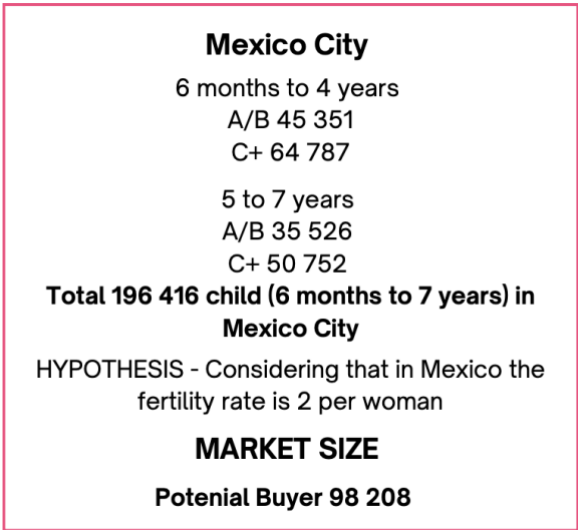 Mexico City
6 months to 4 years
A/B 45 351
C+ 64 787
5 to 7 years
A/B 35 526
C+ 50 752
Total 196 416 child (6 months to 7 years) in
Mexico City
HYPOTHESIS - Considering that in Mexico the
fertility rate is 2 per woman
MARKET SIZE
Potenial Buyer 98 208